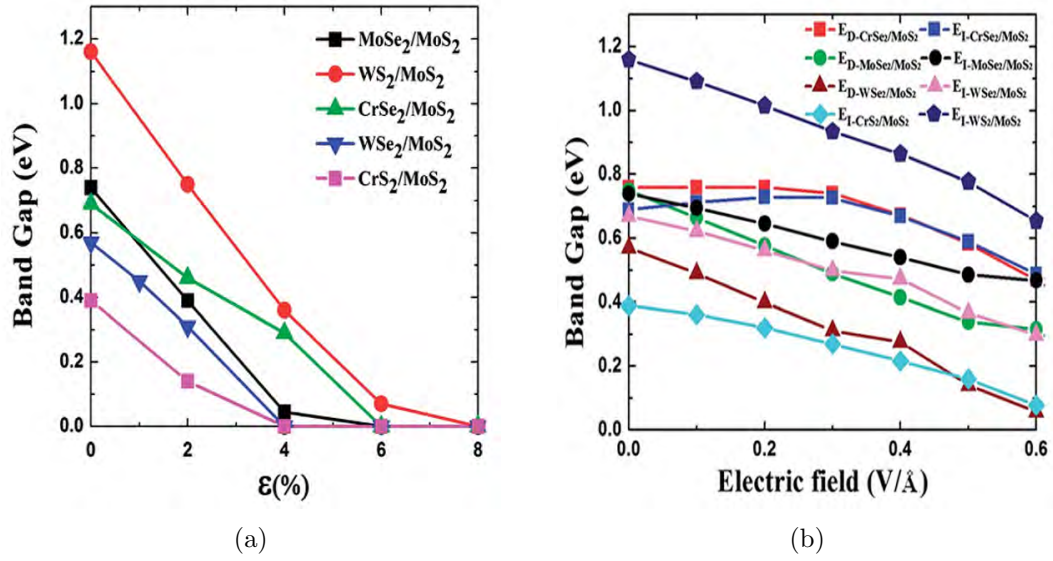 Band Gap (eV)
1.2
1.0
0.8
0.6
0.4
0.2
0.0
MoSe2/MoS2
WS2/MoS2
CrSe2/MoS2
WSe2/MoS2
CrS2/MoS2
0 2 4 6 8
ε(%)
(a)
Band Gap (eV)
1.2
1.0
0.8
0.6
0.4
0.2
0.0
ED-CrSe2/MoS2 EI-CrSe2/MoS2
ED-MoSe2/MoS2 EI-MoSe2/MoS2
ED-WSe2/MoS2 EI-WSe2/MoS2
EI-CrS2/MoS2 EI-WS2/MoS2
0.0 0.1 0.2 0.3 0.4 0.5 0.6
Electric field (V/Å)
(b)